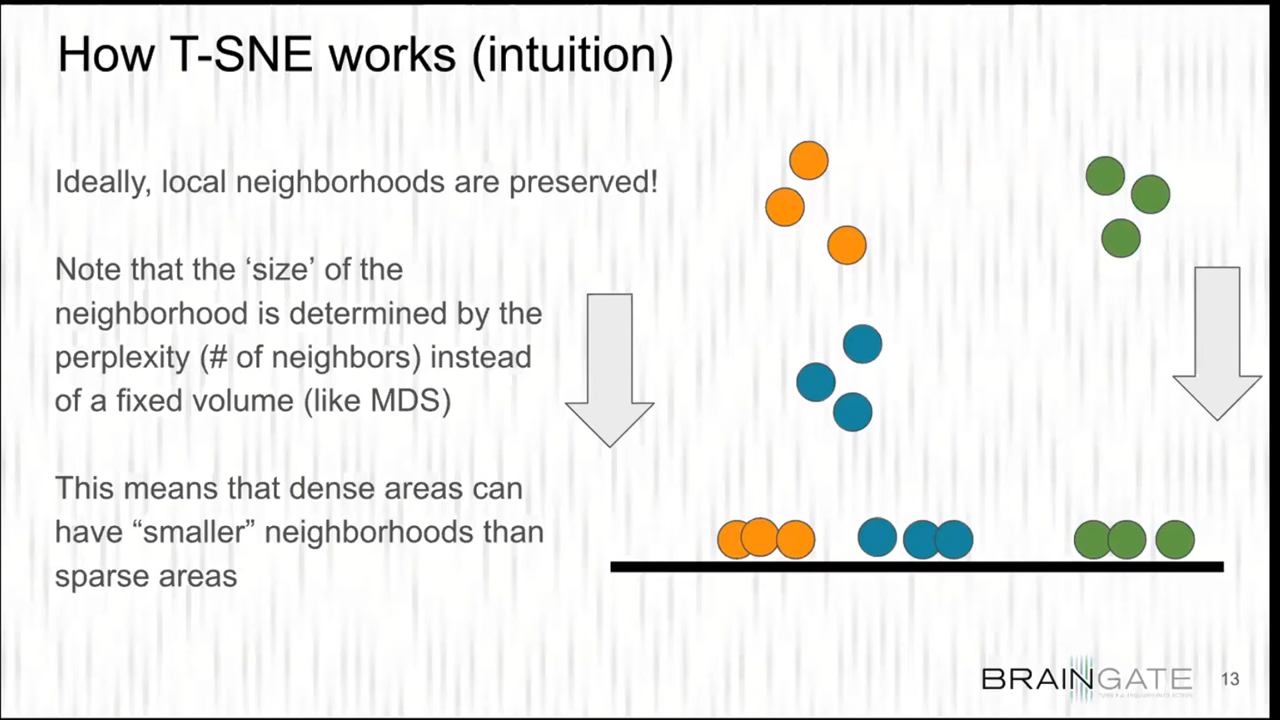 How T-SNE works (intuition)
Ideally, local neighborhoods are preserved!
Note that the ‘size’ of the
neighborhood is determined by the
perplexity (# of neighbors) instead
of a fixed volume (like MDS)
This means that dense areas can
have “smaller” neighborhoods than
sparse areas
BRAINGATE
13